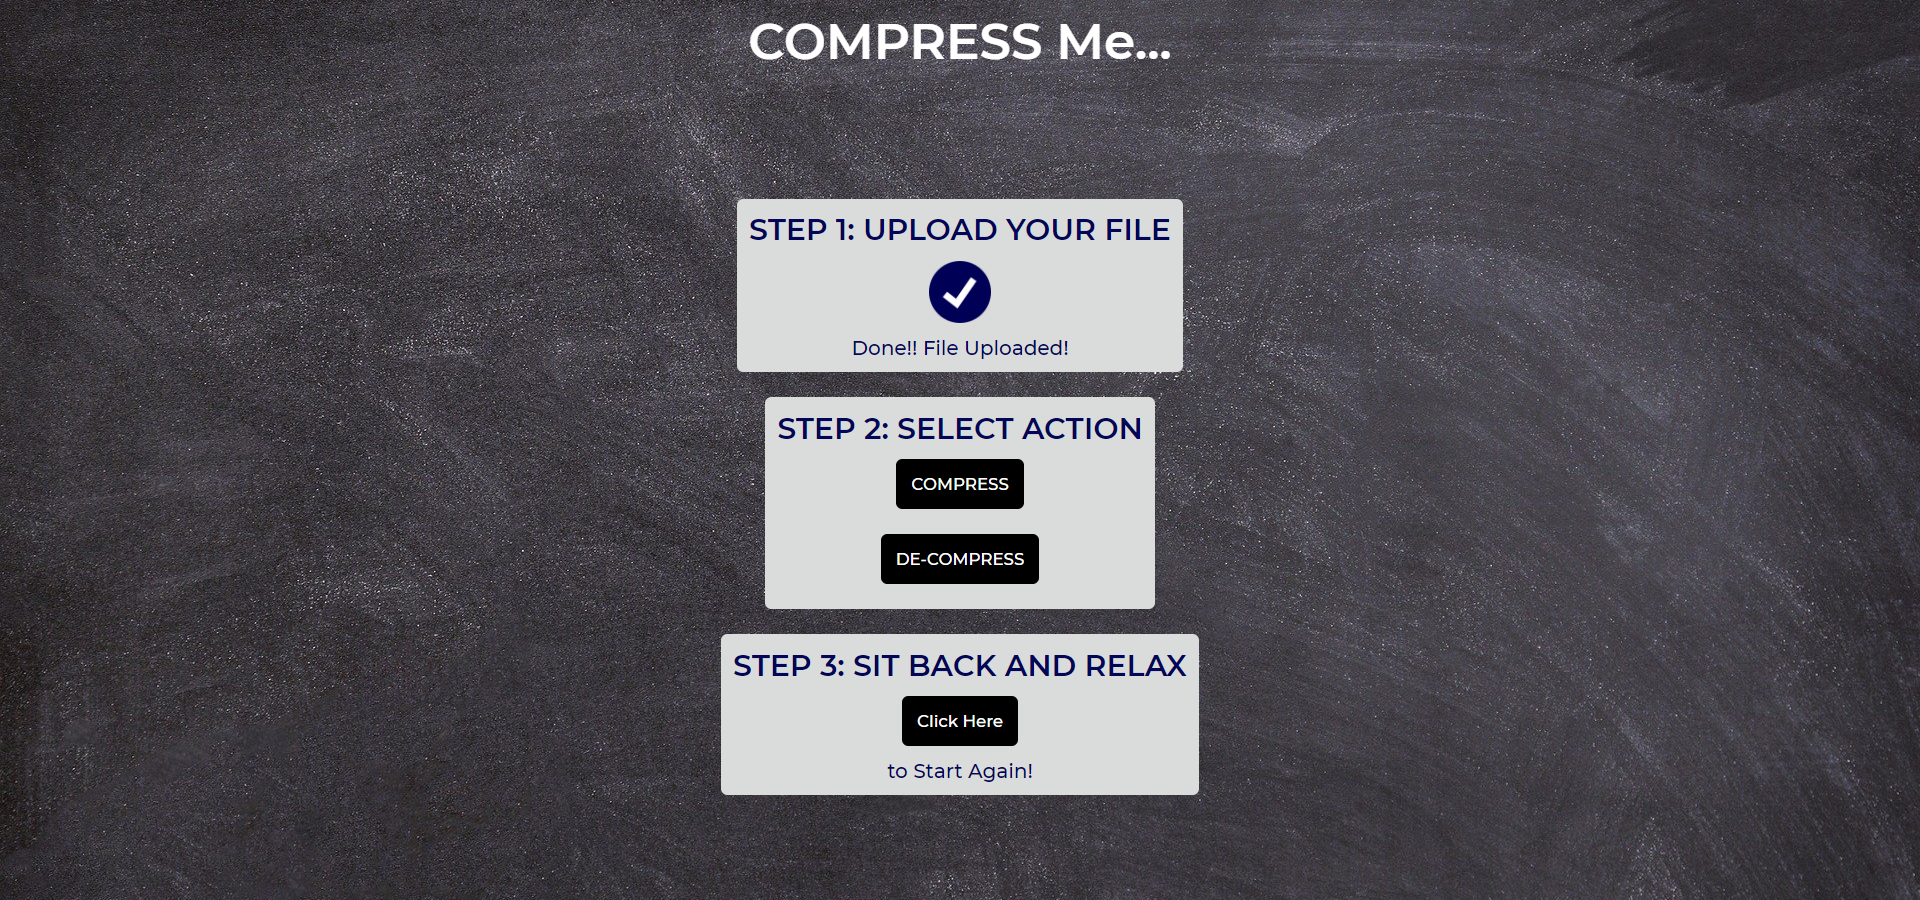 COMPRESS Me...
STEP 1: UPLOAD YOUR FILE
Done!! File Uploaded!
STEP 2: SELECT ACTION
COMPRESS
DE-COMPRESS
STEP 3: SIT BACK AND RELAX
Click Here
to Start Again!